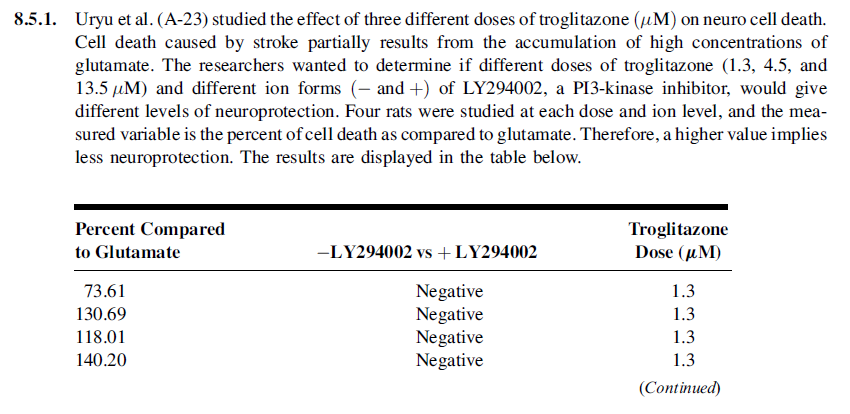 8.5.1. Uryu et al. (A-23) studied the effect of three different doses of troglitazone (μM) on neuro cell death.
Cell death caused by stroke partially results from the accumulation of high concentrations of
glutamate. The researchers wanted to determine if different doses of troglitazone (1.3, 4.5, and
13.5 μM) and different ion forms (− and +) of LY294002, a PI3-kinase inhibitor, would give
different levels of neuroprotection. Four rats were studied at each dose and ion level, and the mea-
sured variable is the percent of cell death as compared to glutamate. Therefore, a higher value implies
less neuroprotection. The results are displayed in the table below.
Percent Compared Troglitazone
to Glutamate −LY294002 vs + LY294002 Dose (μM)
73.61 Negative 1.3
130.69 Negative 1.3
118.01 Negative 1.3
140.20 Negative 1.3
(Continued)